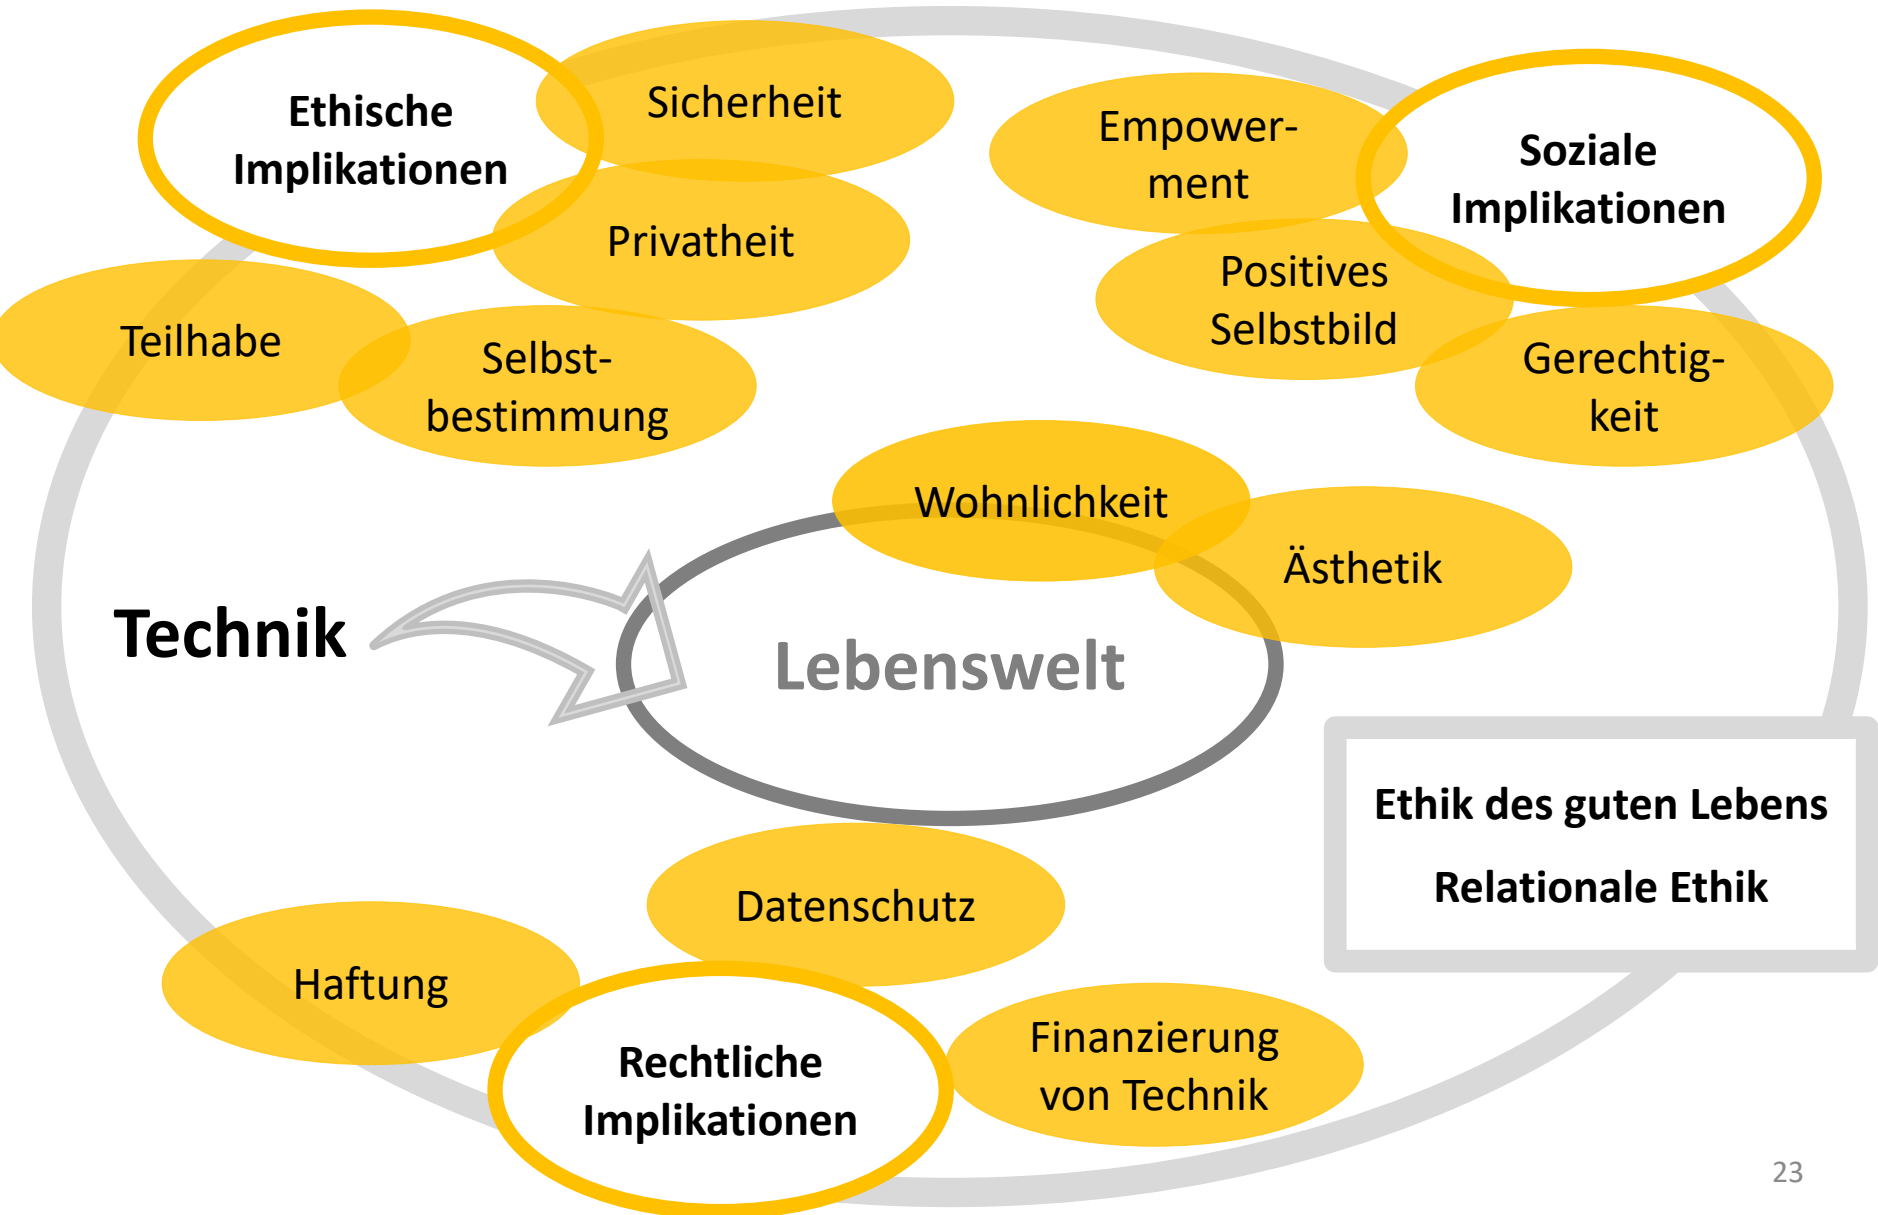 Ethische
Implikationen
Sicherheit
Privatheit
Teilhabe
Selbst-
bestimmung
Empower-
ment
Soziale
Implikationen
Positives
Selbstbild
Gerechtig-
keit
Wohnlichkeit
Ästhetik
Technik
Lebenswelt
Ethik des guten Lebens
Relationale Ethik
Datenschutz
Haftung
Rechtliche
Implikationen
Finanzierung
von Technik
23